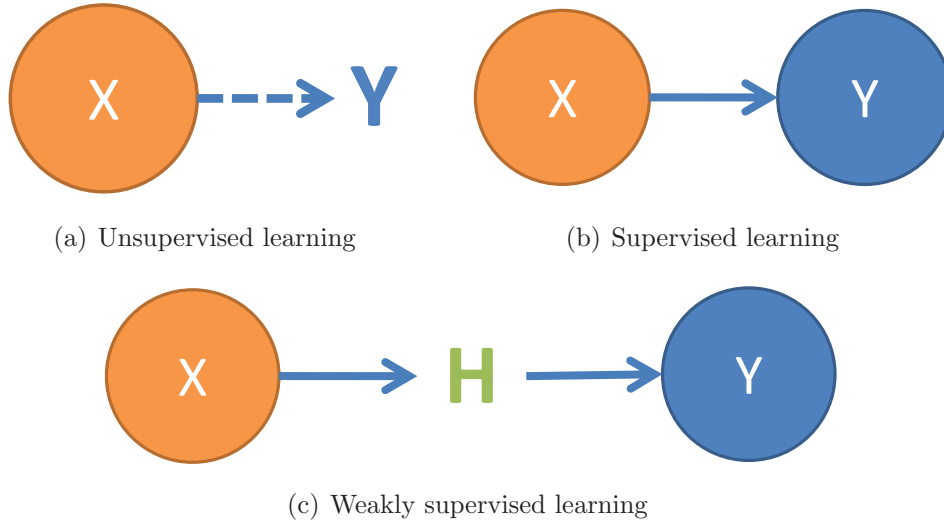 X Y X Y
(a) Unsupervised learning (b) Supervised learning
X H Y
(c) Weakly supervised learning